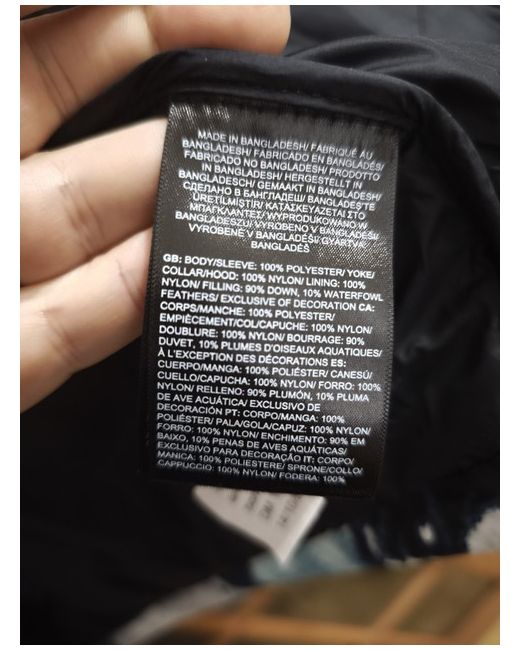 MADE IN BANGLADESH/ FABRIQUÉ AU
BANGLADESH/ FABRICADO EN BANGLADÉS/
FABRICADO NO BANGLADESH/ PRODOTTO
IN BANGLADESH/ HERGESTELLT IN
BANGLADESCH/ GEMAAKT IN BANGLADESH/
СДЕЛАНО В БАНГЛАДЕШ/ BANGLADEŞ'TE
ÜRETİLMİŞTİR/ ΚΑΤΑΣΚΕΥΑΖΕΤΑΙ ΣΤΟ
ΜΠΑΓΚΛΑΝΤΕΣ/ WYPRODUKOWANO W
BANGLADESZU/ VYROBENO V BANGLADÉŠI/
VYROBENÉ V BANGLADÉŠI/ GYÁRTVA
BANGLADÉŠ
GB: BODY/SLEEVE: 100% POLYESTER/ YOKE/
COLLAR/HOOD: 100% NYLON/ LINING: 100%
NYLON/ FILLING: 90% DOWN, 10% WATERFOWL
FEATHERS/ EXCLUSIVE OF DECORATION CA:
CORPS/MANCHE: 100% POLYESTER/
EMPIÈCEMENT/COL/CAPUCHE: 100% NYLON/
DOUBLURE: 100% NYLON/ BOURRAGE: 90%
DUVET, 10% PLUMES D'OISEAUX AQUATIQUES/
À L'EXCEPTION DES DÉCORATIONS ES:
CUERPO/MANGA: 100% POLIÉSTER/ CANESÚ/
CUELLO/CAPUCHA: 100% NYLON/ FORRO: 100%
NYLON/ RELLENO: 90% PLUMÓN, 10% PLUMA
DE AVE ACUÁTICA/ EXCLUSIVO DE
DECORACIÓN PT: CORPO/MANGA: 100%
POLIÉSTER/ PALA/GOLA/CAPUZ: 100% NYLON/
FORRO: 100% NYLON/ ENCHIMENTO: 90% EM
BAIXO, 10% PENAS DE AVES AQUÁTICAS/
EXCLUSIVO PARA DECORAÇÃO IT: CORPO/
MANICA: 100% POLIESTERE/ SPRONE/COLLO/
CAPPUCCIO: 100% NYLON/ FODERA: 100%